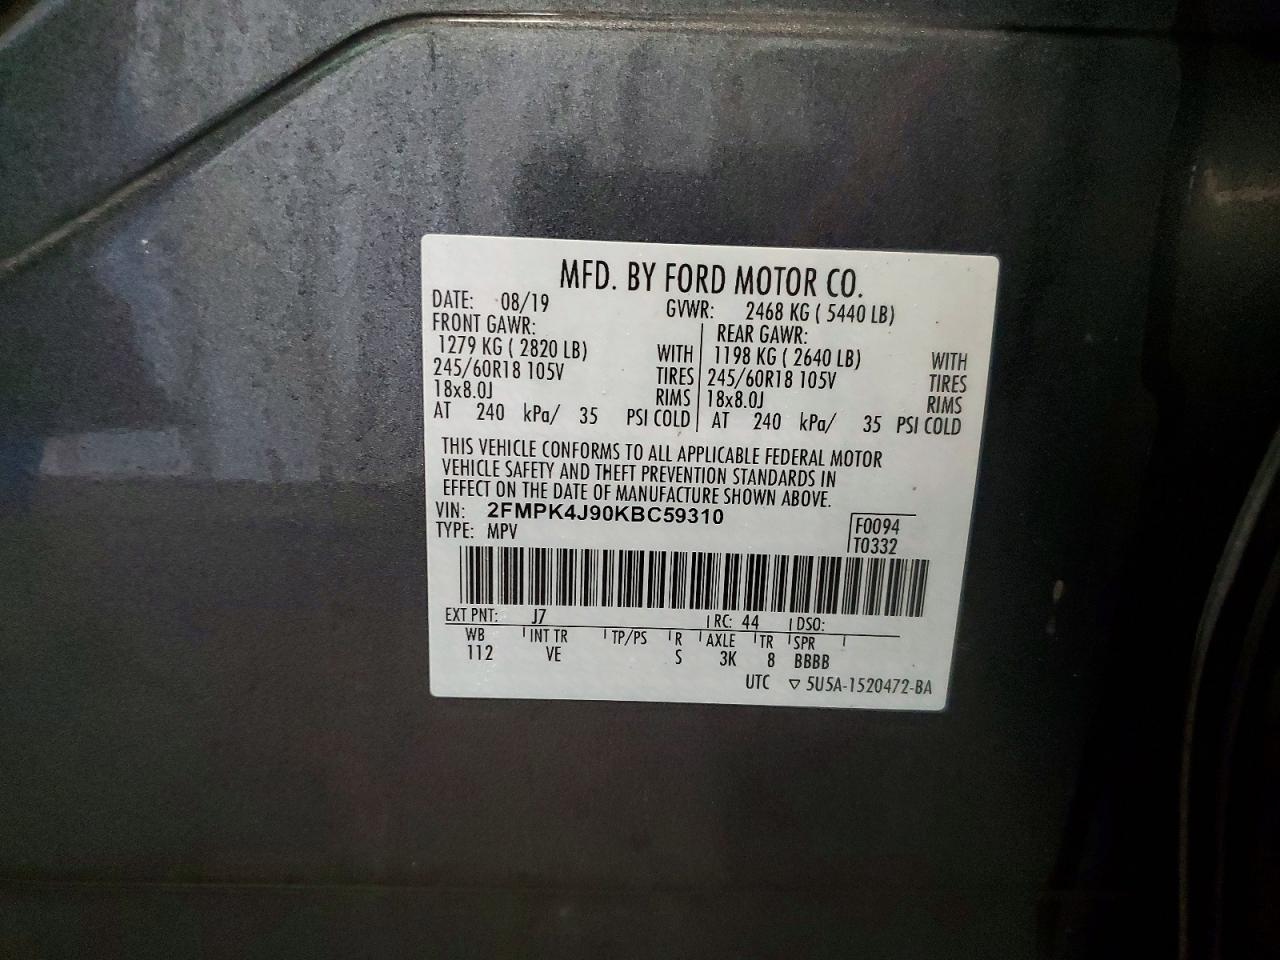 MFD. BY FORD MOTOR CO.
DATE: 08/19 GVWR: 2468 KG ( 5440 LB)
FRONT GAWR: REAR GAWR:
1279 KG ( 2820 LB) WITH 1198 KG ( 2640 LB) WITH
245/60R18 105V TIRES 245/60R18 105V TIRES
18x8.0J RIMS 18x8.0J RIMS
AT 240 kPa/ 35 PSI COLD AT 240 kPa/ 35 PSI COLD
THIS VEHICLE CONFORMS TO ALL APPLICABLE FEDERAL MOTOR
VEHICLE SAFETY AND THEFT PREVENTION STANDARDS IN
EFFECT ON THE DATE OF MANUFACTURE SHOWN ABOVE.
VIN: 2FMPK4J90KBC59310 F0094
TYPE: MPV T0332
EXT PNT: J7 RC: 44 DSO:
WB INT TR TP/PS R AXLE TR SPR
112 VE S 3K 8 BBBB
UTC ▽ 5U5A-1520472-BA